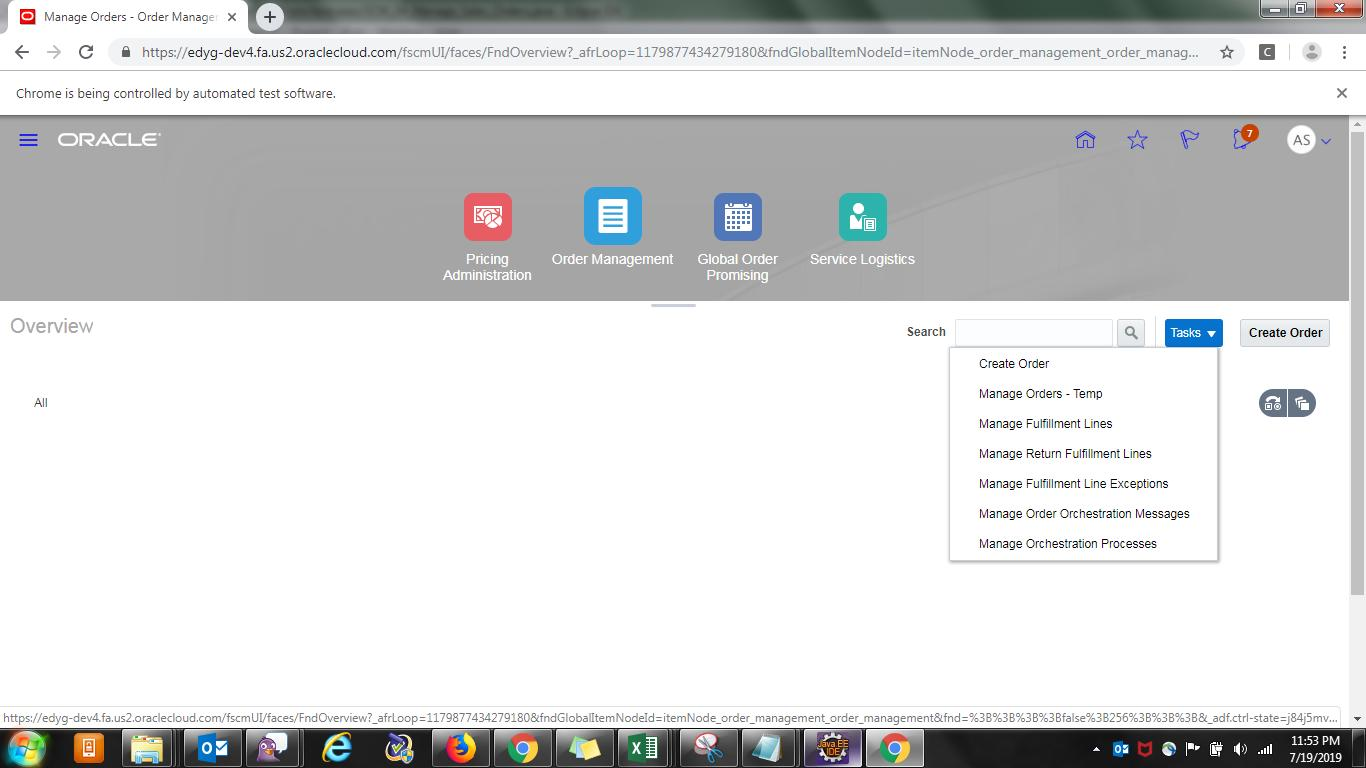 Manage Orders - Order Manager
https://edyg-dev4.fa.us2.oraclecloud.com/fscmUI/faces/FndOverview?_afrLoop=1179877434279180&fndGlobalItemNodeId=itemNode_order_management_order_manag...
C
Chrome is being controlled by automated test software.
ORACLE
7
AS
Pricing
Administration
Order Management
Global Order
Promising
Service Logistics
Overview
Search
Tasks
Create Order
Create Order
Manage Orders - Temp
Manage Fulfillment Lines
Manage Return Fulfillment Lines
Manage Fulfillment Line Exceptions
Manage Order Orchestration Messages
Manage Orchestration Processes
All
https://edyg-dev4.fa.us2.oraclecloud.com/fscmUI/faces/FndOverview?_afrLoop=1179877434279180&fndGlobalItemNodeId=itemNode_order_management_order_management&fnd=%3B%3B%3B%3Bfalse%3B256%3B%3B%3B&_adf.ctrl-state=j84j5mv...
Java EE
IDE
11:53 PM
7/19/2019